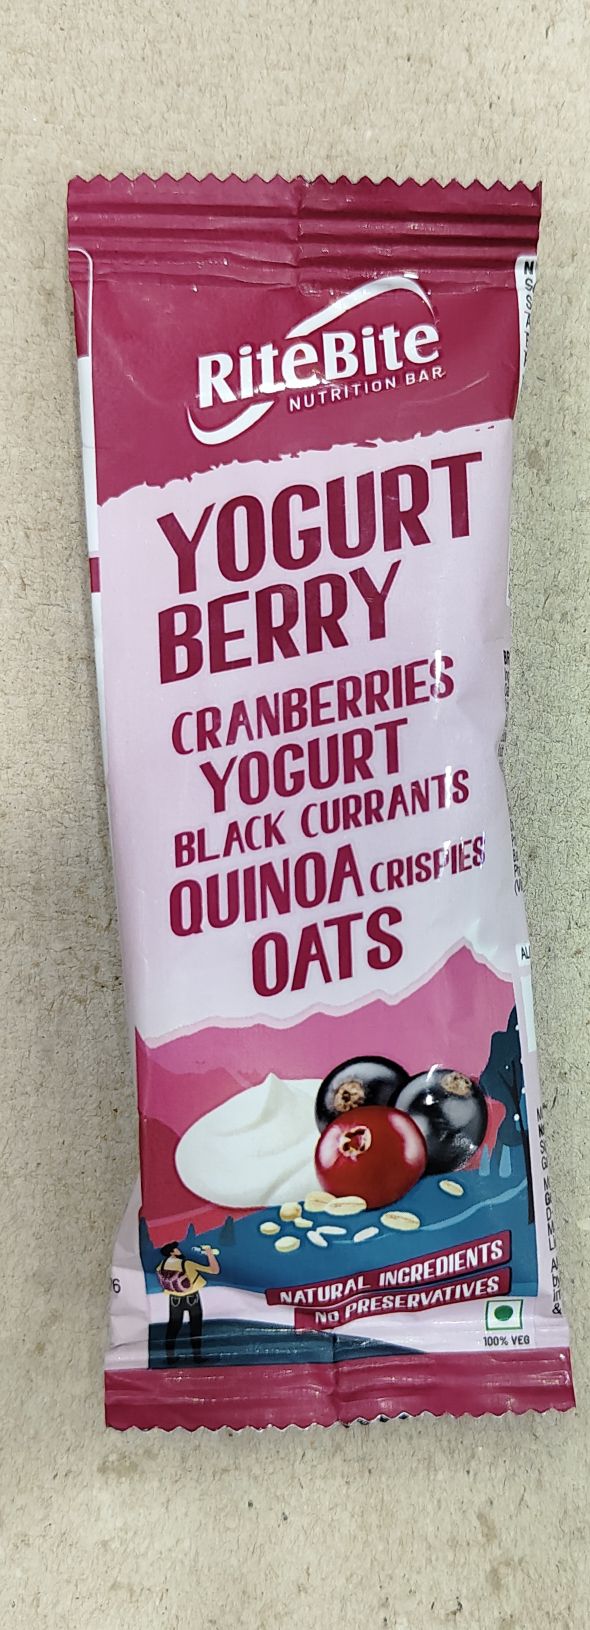 RiteBite
NUTRITION BAR
YOGURT
BERRY
CRANBERRIES
YOGURT
BLACK CURRANTS
QUINOA CRISPIES
OATS
NATURAL INGREDIENTS
NO PRESERVATIVES
100% VEG